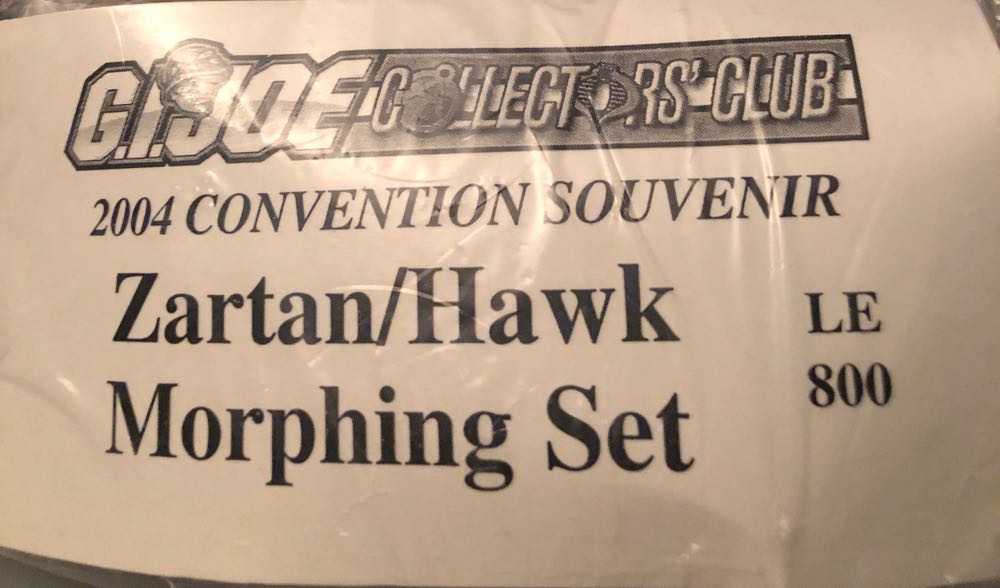 G.I. JOE COLLECTORS' CLUB
2004 CONVENTION SOUVENIR
Zartan/Hawk
Morphing Set
LE
800